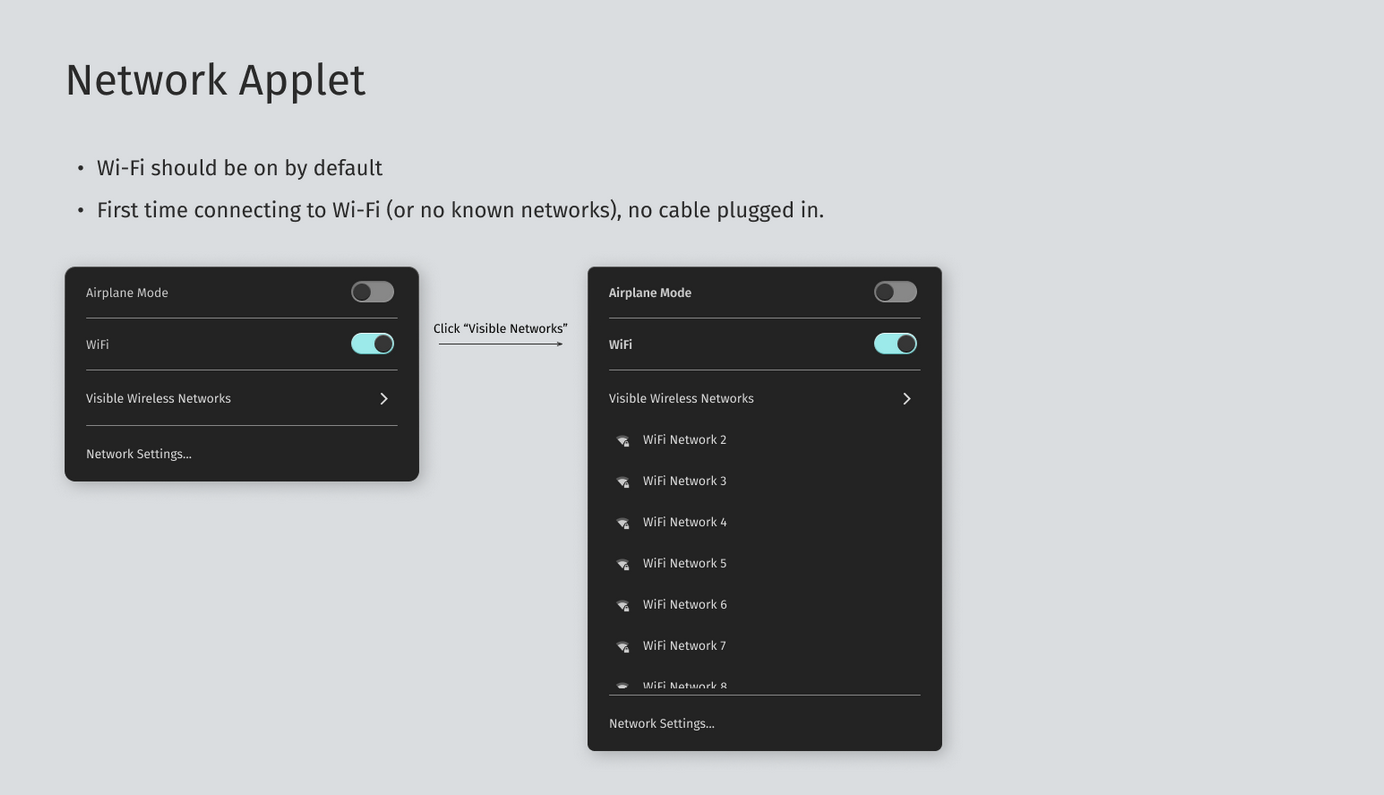 Network Applet
• Wi-Fi should be on by default
• First time connecting to Wi-Fi (or no known networks), no cable plugged in.
Airplane Mode
WiFi
Visible Wireless Networks
Network Settings...
Click “Visible Networks”
Airplane Mode
WiFi
Visible Wireless Networks
WiFi Network 2
WiFi Network 3
WiFi Network 4
WiFi Network 5
WiFi Network 6
WiFi Network 7
WiFi Network 8
Network Settings...